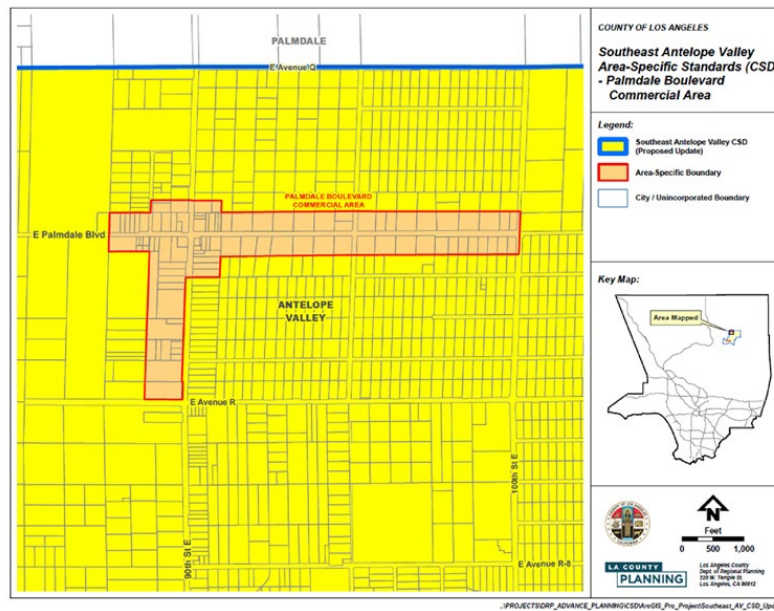 PALMDALE
E Avenue Q
PALMDALE BOULEVARD
COMMERCIAL AREA
E Palmdale Blvd
ANTELOPE
VALLEY
E Avenue R
90th St E
100th St E
E Avenue R-8
COUNTY OF LOS ANGELES
Southeast Antelope Valley
Area-Specific Standards (CSD
- Palmdale Boulevard
Commercial Area
Legend:
Southeast Antelope Valley CSD
(Proposed Update)
Area-Specific Boundary
City / Unincorporated Boundary
Key Map:
Area Mapped
N
Feet
0 500 1,000
LA COUNTY
PLANNING
Los Angeles County
Dept. of Regional Planning
320 W. Temple St.
Los Angeles, CA 90012